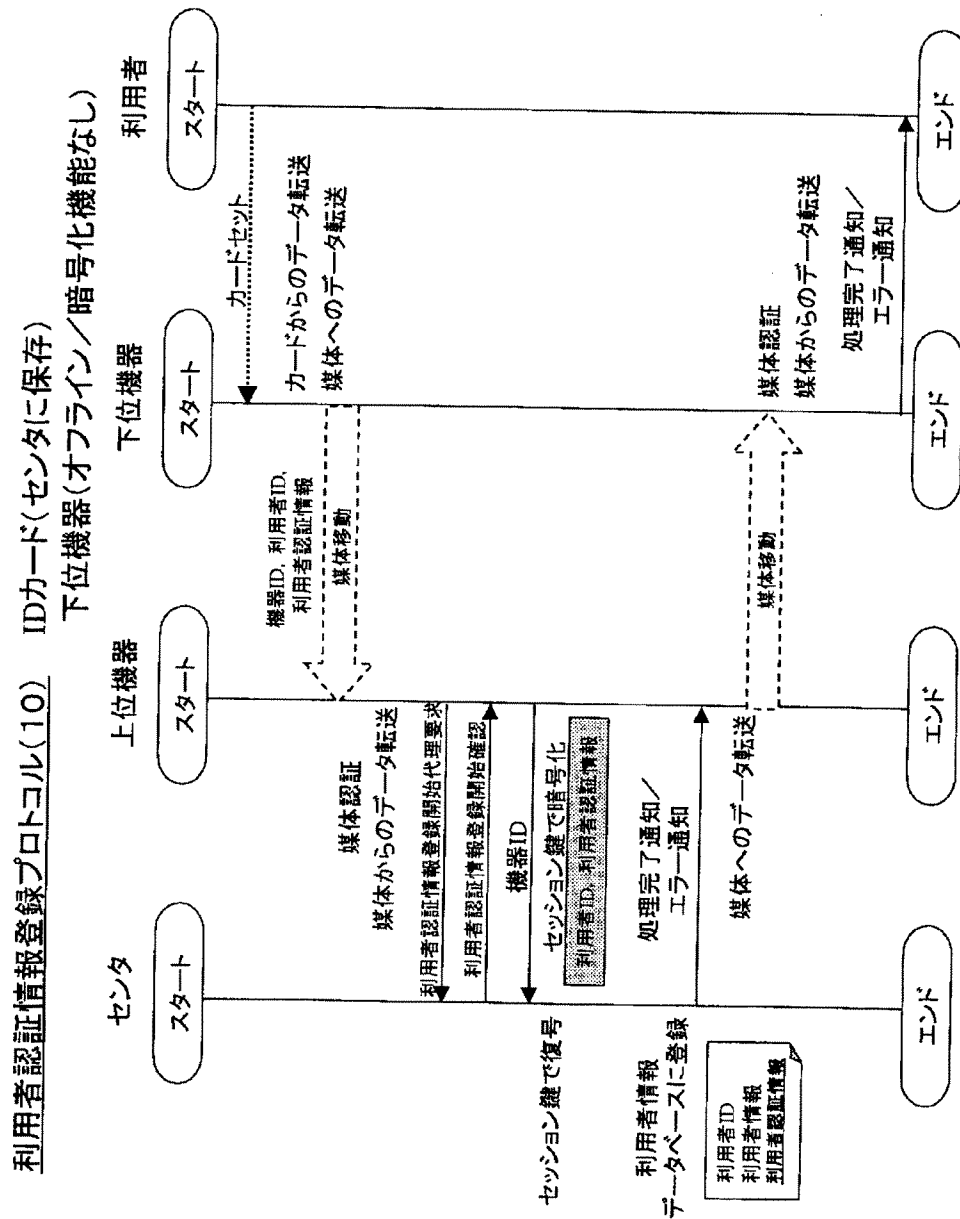 利用者認証情報登録プロトコル(10) IDカード(センタに保存)
下位機器(オフライン/暗号化機能なし)
センタ
上位機器
下位機器
利用者
スタート
スタート
スタート
スタート
カードセット
カードからのデータ転送
媒体へのデータ転送
機器ID, 利用者ID,
利用者認証情報
媒体移動
媒体認証
媒体からのデータ転送
利用者認証情報登録開始代理要求
利用者認証情報登録開始確認
機器ID
セッション鍵で暗号化
利用者ID, 利用者認証情報
セッション鍵で復号
利用者情報
データベースに登録
利用者ID
利用者情報
利用者認証情報
処理完了通知/
エラー通知
媒体へのデータ転送
媒体移動
媒体認証
媒体からのデータ転送
処理完了通知/
エラー通知
エンド
エンド
エンド
エンド